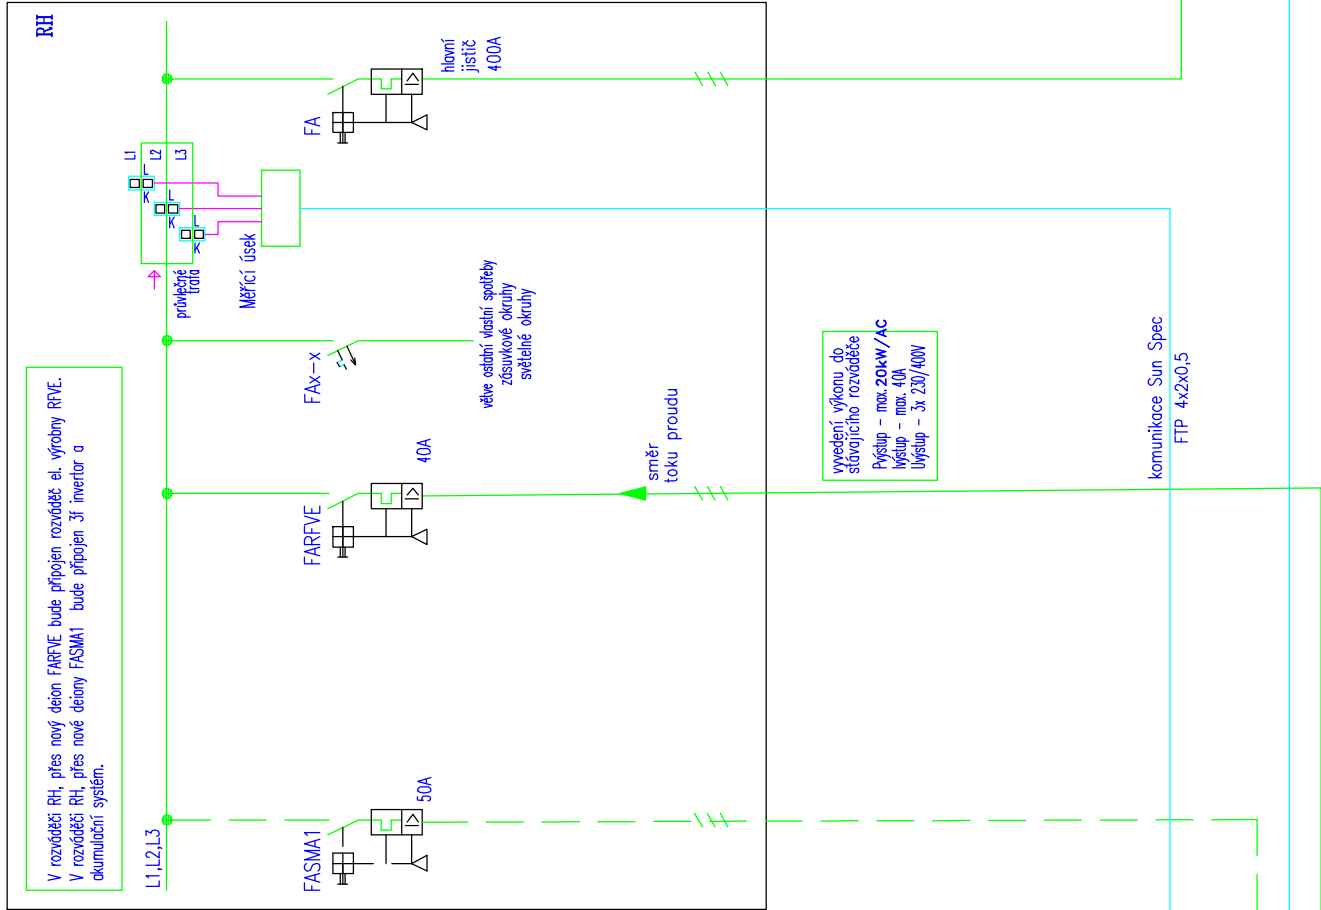 RH
hlavní
jistič
400A
FA
L1
L2
L3
L
K
L
K
L
K
průvlečné
trafa
Měřící úsek
větve ostatní vlastní spotřeby
zásuvkové okruhy
světelné okruhy
FAx-x
V rozváděči RH, přes nový deion FARFVE bude připojen rozváděč el. výrobny RFVE.
V rozváděči RH, přes nové deiony FASMA1 bude připojen 3f invertor a
akumulační systém.
40A
FARFVE
směr
toku proudu
vyvedení výkonu do
stávajícího rozváděče
Pvýstup - max. 20kW/AC
Ivýstup - max. 40A
Uvýstup - 3x 230/400V
komunikace Sun Spec
FTP 4x2x0,5
50A
FASMA1
L1,L2,L3